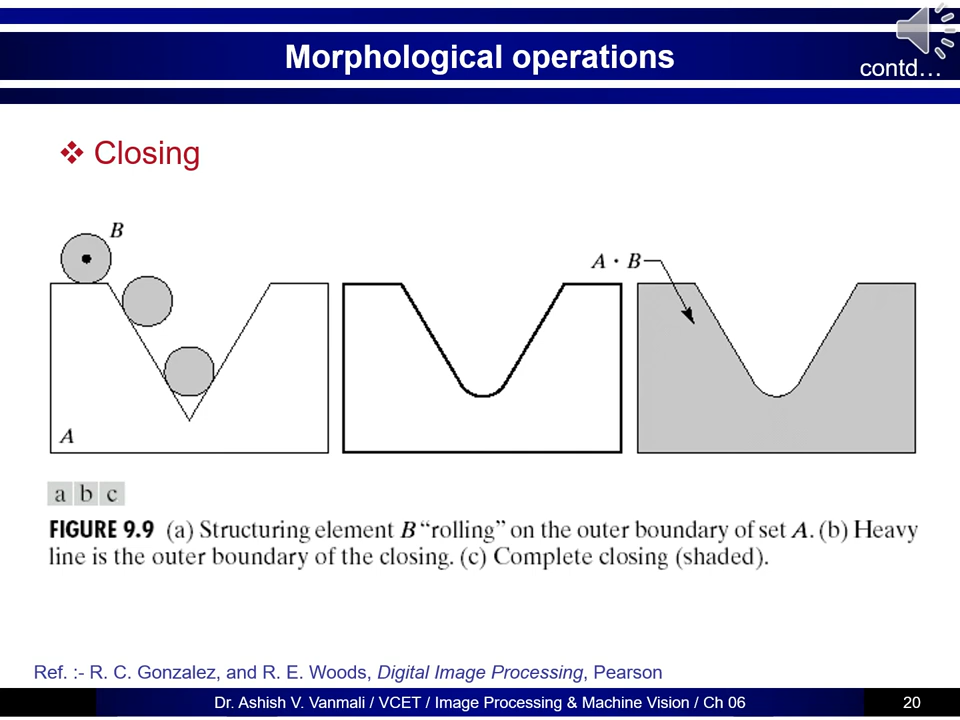 Morphological operations
contd…
❖ Closing
B
A · B
A
a b c
FIGURE 9.9 (a) Structuring element B “rolling” on the outer boundary of set A. (b) Heavy
line is the outer boundary of the closing. (c) Complete closing (shaded).
Ref. :- R. C. Gonzalez, and R. E. Woods, Digital Image Processing, Pearson
Dr. Ashish V. Vanmali / VCET / Image Processing & Machine Vision / Ch 06
20